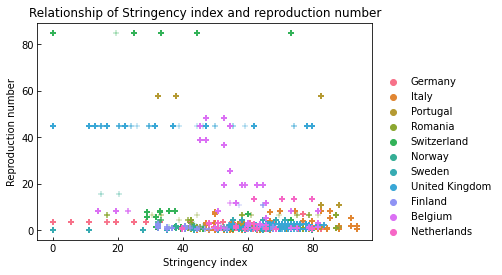 Relationship of Stringency index and reproduction number
80
60
40
20
0
Reproduction number
0
20
40
60
80
Stringency index
Germany
Italy
Portugal
Romania
Switzerland
Norway
Sweden
United Kingdom
Finland
Belgium
Netherlands